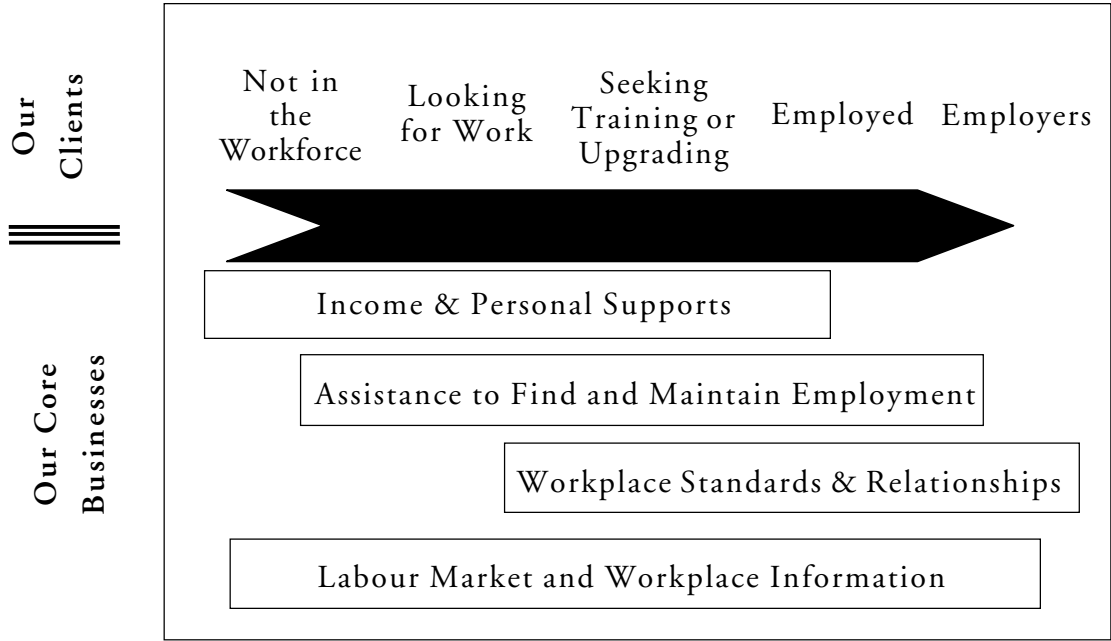 Our
Clients
Not in
the
Workforce
Looking
for Work
Seeking
Training or
Upgrading
Employed
Employers
Our Core
Businesses
Income & Personal Supports
Assistance to Find and Maintain Employment
Workplace Standards & Relationships
Labour Market and Workplace Information